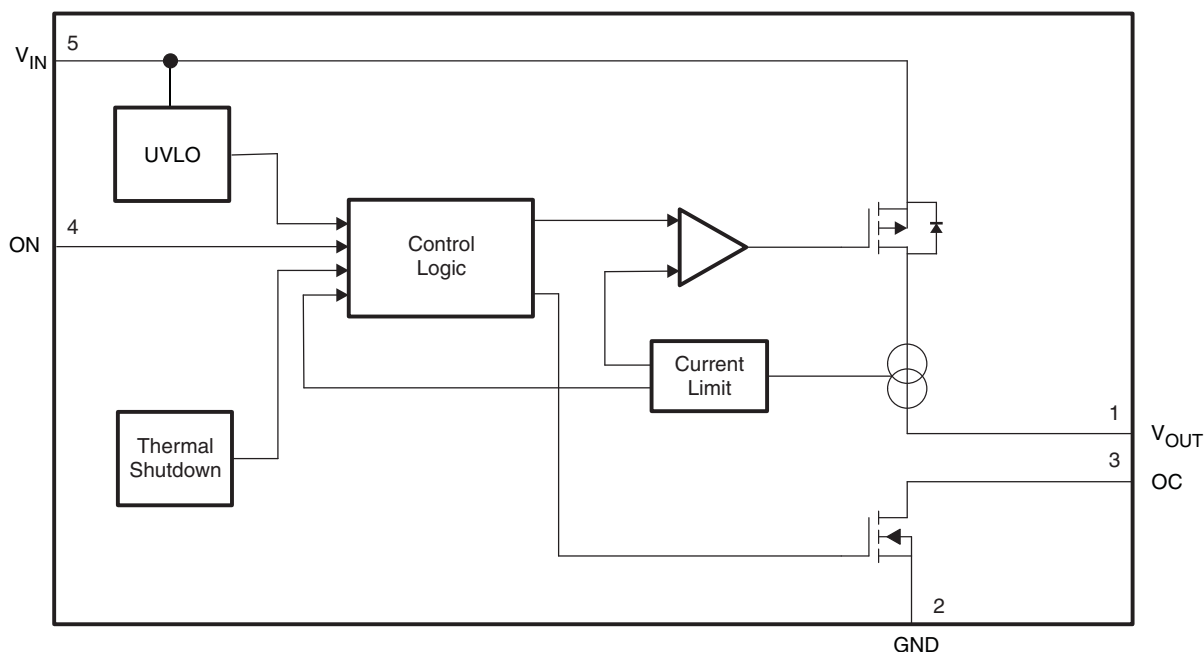 5
V_IN
UVLO
4
ON
Control
Logic
Current
Limit
1
V_OUT
Thermal
Shutdown
3
OC
2
GND